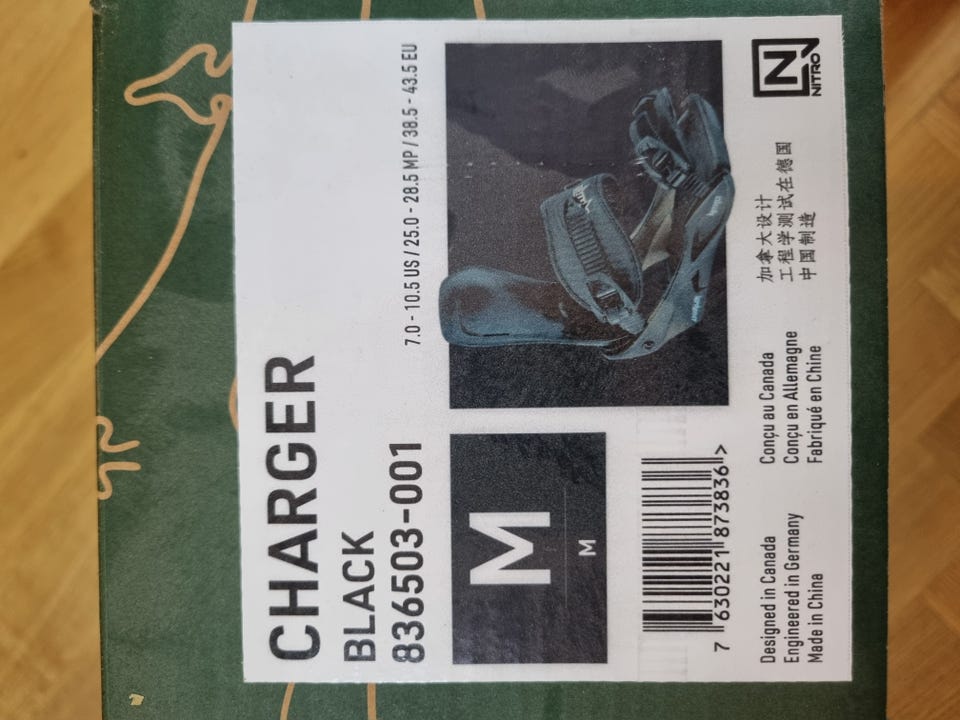 CHARGER
BLACK
836503-001
7.0 - 10.5 US / 25.0 - 28.5 MP / 38.5 - 43.5 EU
M
M
7 630221 873836 >
Designed in Canada
Engineered in Germany
Made in China
Conçu au Canada
Conçu en Allemagne
Fabriqué en Chine
加拿大设计
工程学测试在德国
中国制造
N
NITRO